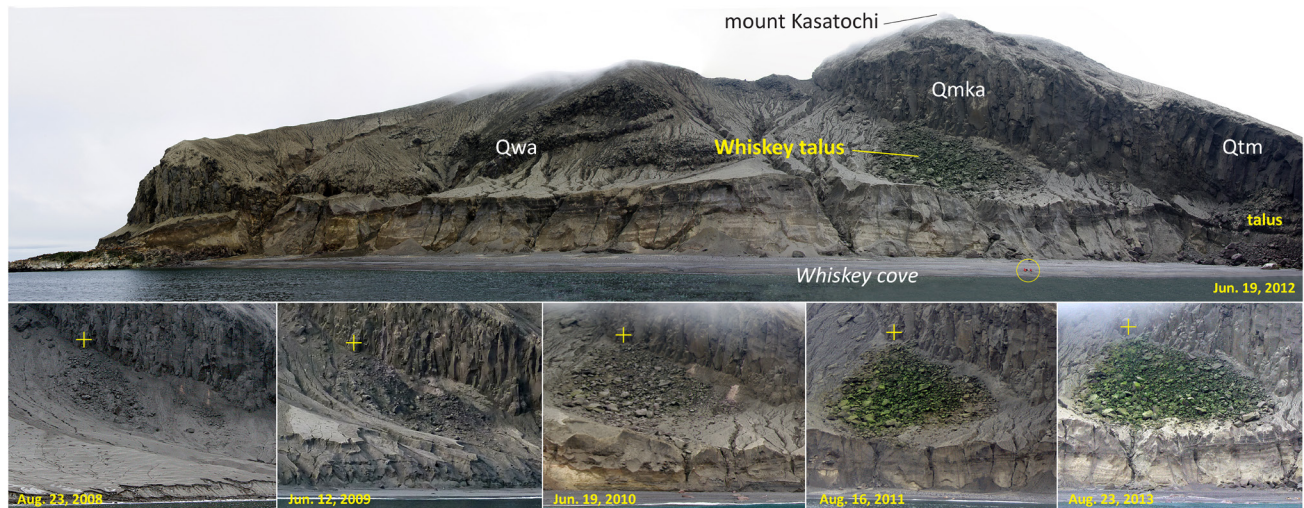 mount Kasatochi
Qmka
Qwa
Whiskey talus
Qtm
talus
Whiskey cove
Jun. 19, 2012
Aug. 23, 2008
Jun. 12, 2009
Jun. 19, 2010
Aug. 16, 2011
Aug. 23, 2013